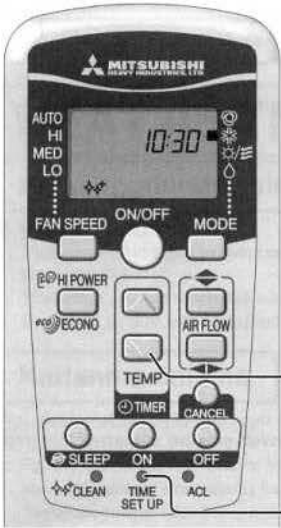 MITSUBISHI
HEAVY INDUSTRIES, LTD
AUTO
HI
MED
LO
10:30
FAN SPEED
ON/OFF
MODE
HI POWER
eco ECONO
AIR FLOW
TEMP
TIMER
CANCEL
SLEEP
ON
OFF
CLEAN
TIME
SET UP
ACL